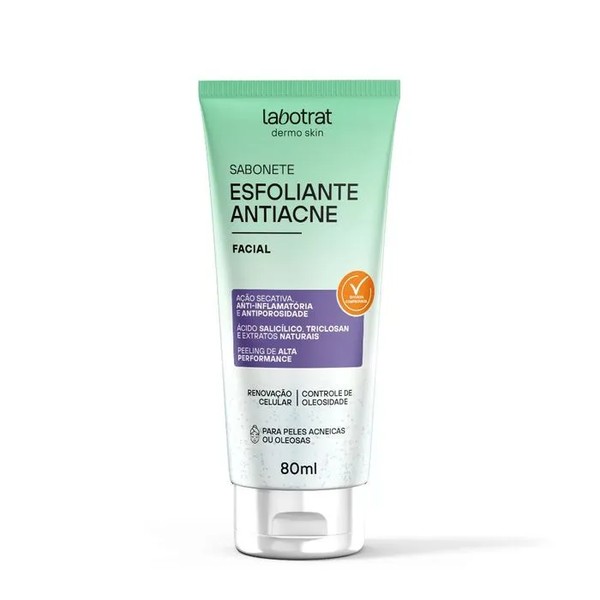 labotrat
dermo skin
SABONETE
ESFOLIANTE
ANTIACNE
FACIAL
AÇÃO SECATIVA,
ANTI-INFLAMATÓRIA
E ANTIPOROSIDADE
ÁCIDO SALICÍLICO, TRICLOSAN
E EXTRATOS NATURAIS
PEELING DE ALTA
PERFORMANCE
RENOVAÇÃO
CELULAR
CONTROLE DE
OLEOSIDADE
PARA PELES ACNEICAS
OU OLEOSAS
80ml